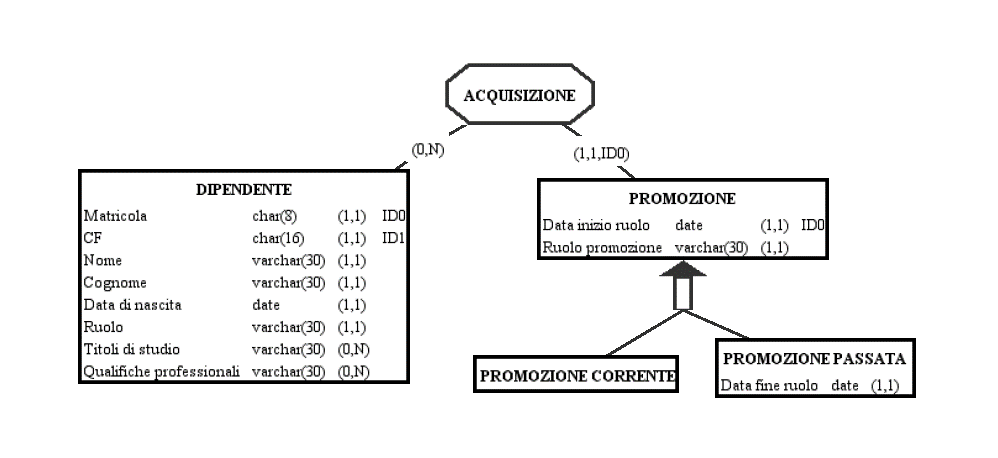 ACQUISIZIONE
(0,N)
(1,1,ID0)
DIPENDENTE
Matricola char(8) (1,1) ID0
CF char(16) (1,1) ID1
Nome varchar(30) (1,1)
Cognome varchar(30) (1,1)
Data di nascita date (1,1)
Ruolo varchar(30) (1,1)
Titoli di studio varchar(30) (0,N)
Qualifiche professionali varchar(30) (0,N)
PROMOZIONE
Data inizio ruolo date (1,1) ID0
Ruolo promozione varchar(30) (1,1)
PROMOZIONE CORRENTE
PROMOZIONE PASSATA
Data fine ruolo date (1,1)